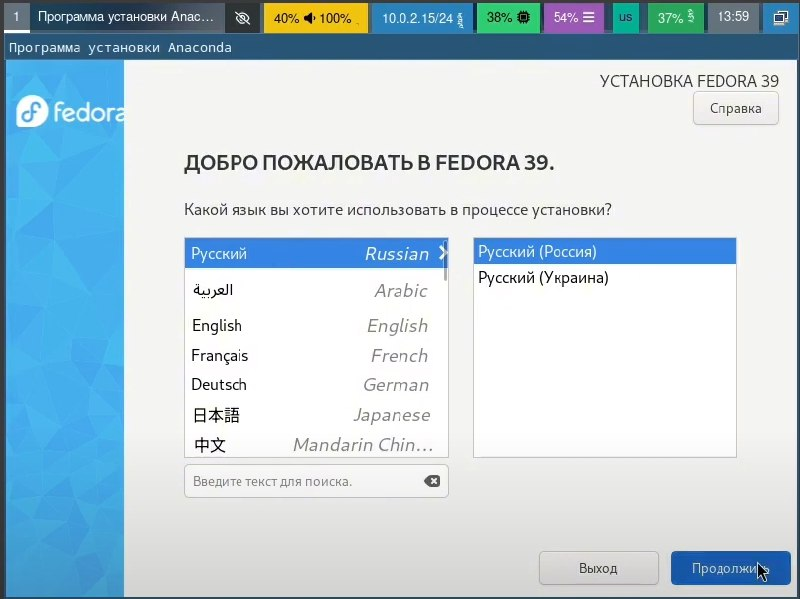 1 Программа установки Anac... 40% 100% 10.0.2.15/24 38% 54% us 37% 13:59
Программа установки Anaconda
fedora
УСТАНОВКА FEDORA 39
Справка
ДОБРО ПОЖАЛОВАТЬ В FEDORA 39.
Какой язык вы хотите использовать в процессе установки?
Русский Russian
العربية Arabic
English English
Français French
Deutsch German
日本語 Japanese
中文 Mandarin Chin...
Русский (Россия)
Русский (Украина)
Введите текст для поиска.
Выход